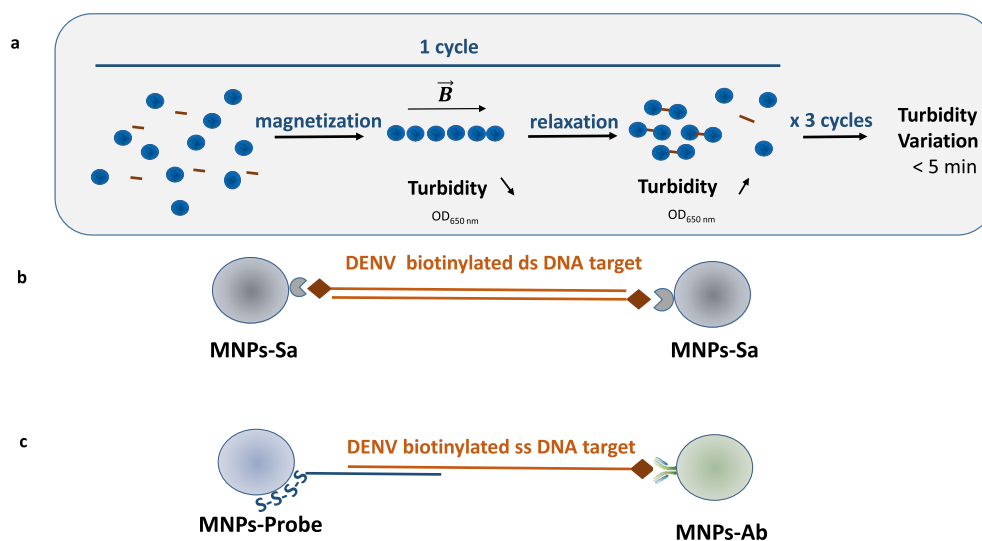 a
1 cycle
B
magnetization
relaxation
x 3 cycles
Turbidity
Variation
< 5 min
Turbidity
OD650 nm
Turbidity
OD650 nm
b
DENV biotinylated ds DNA target
MNPs-Sa
MNPs-Sa
c
DENV biotinylated ss DNA target
S-S-S-S
MNPs-Probe
MNPs-Ab